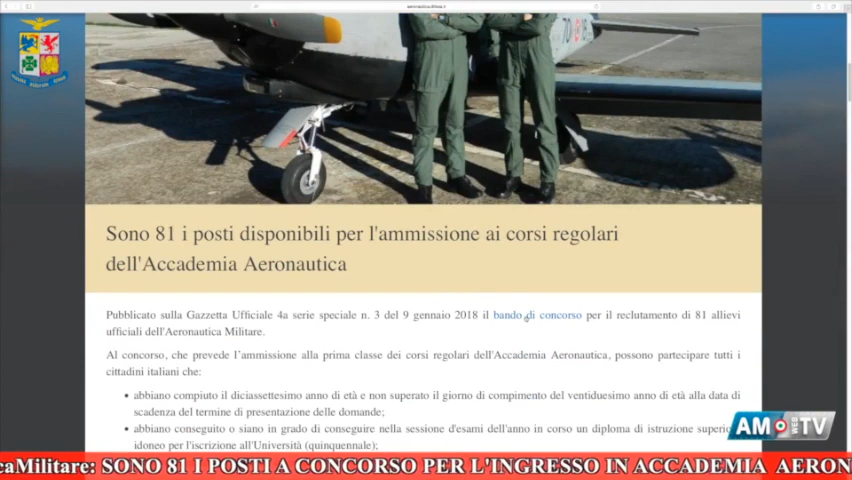 aeronautica.difesa.it
Sono 81 i posti disponibili per l'ammissione ai corsi regolari
dell'Accademia Aeronautica
Pubblicato sulla Gazzetta Ufficiale 4a serie speciale n. 3 del 9 gennaio 2018 il bando di concorso per il reclutamento di 81 allievi
ufficiali dell'Aeronautica Militare.
Al concorso, che prevede l'ammissione alla prima classe dei corsi regolari dell'Accademia Aeronautica, possono partecipare tutti i
cittadini italiani che:
• abbiano compiuto il diciassettesimo anno di età e non superato il giorno di compimento del ventiduesimo anno di età alla data di
scadenza del termine di presentazione delle domande;
• abbiano conseguito o siano in grado di conseguire nella sessione d'esami dell'anno in corso un diploma di istruzione superio
idoneo per l'iscrizione all'Università (quinquennale);
AM WEB TV
caMilitare: SONO 81 I POSTI A CONCORSO PER L'INGRESSO IN ACCADEMIA AERON